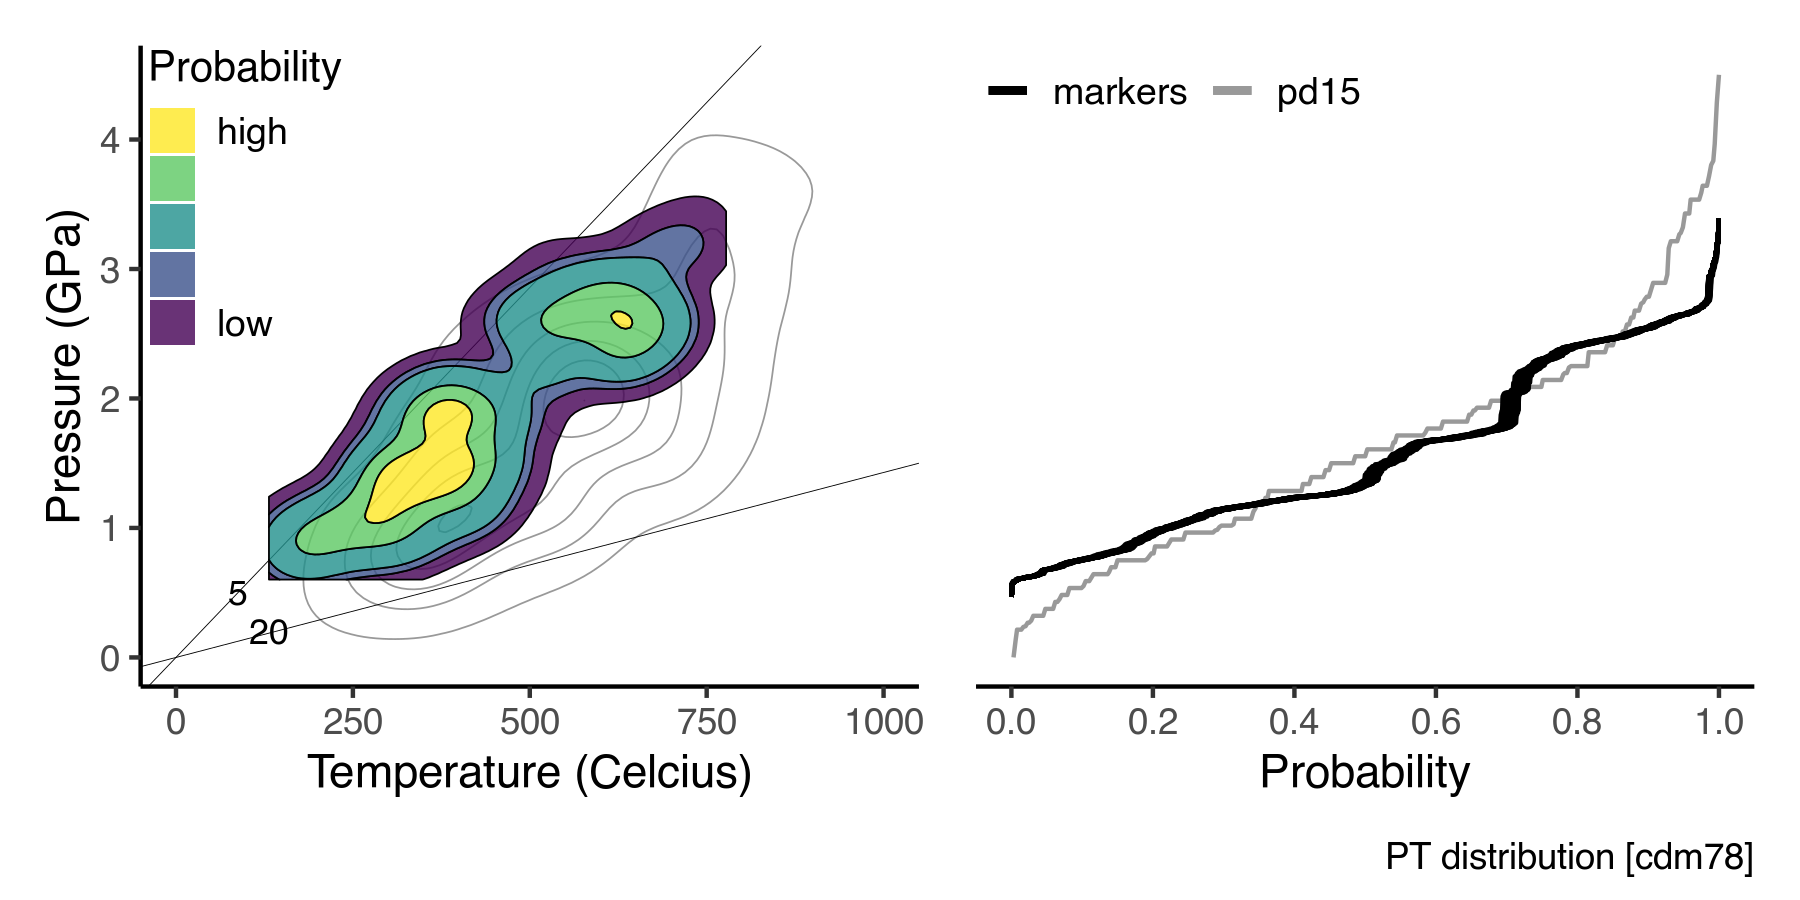 Probability
high
low
4
3
2
1
0
Pressure (GPa)
5
20
0 250 500 750 1000
Temperature (Celcius)
markers pd15
0.0 0.2 0.4 0.6 0.8 1.0
Probability
PT distribution [cdm78]